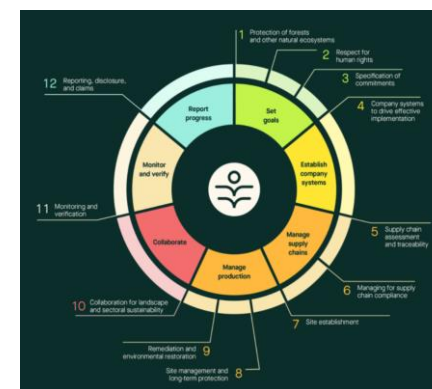 1 Protection of forests
and other natural ecosystems
2 Respect for
human rights
3 Specification of
commitments
4 Company systems
to drive effective
implementation
5 Supply chain
assessment
and traceability
6 Managing for supply
chain compliance
7 Site establishment
8 Site management and
long-term protection
9 Remediation and
environmental restoration
10 Collaboration for landscape
and sectoral sustainability
11 Monitoring and
verification
12 Reporting, disclosure,
and claims
Set
goals
Establish
company
systems
Manage
supply
chains
Manage
production
Collaborate
Monitor
and verify
Report
progress